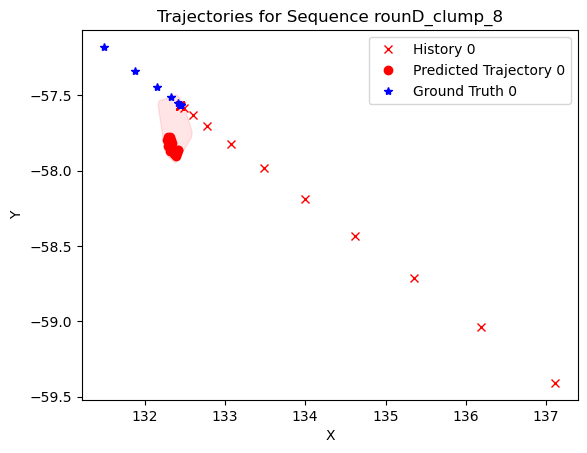 Trajectories for Sequence rounD_clump_8
History 0
Predicted Trajectory 0
Ground Truth 0
Y
−57.5
−58.0
−58.5
−59.0
−59.5
132 133 134 135 136 137
X